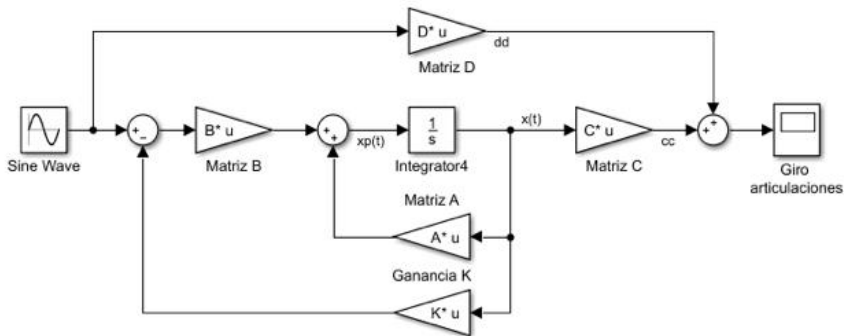 D* u
dd
Matriz D
Sine Wave
B* u
Matriz B
xp(t)
1
s
Integrator4
x(t)
C* u
Matriz C
cc
Giro
articulaciones
Matriz A
A* u
Ganancia K
K* u